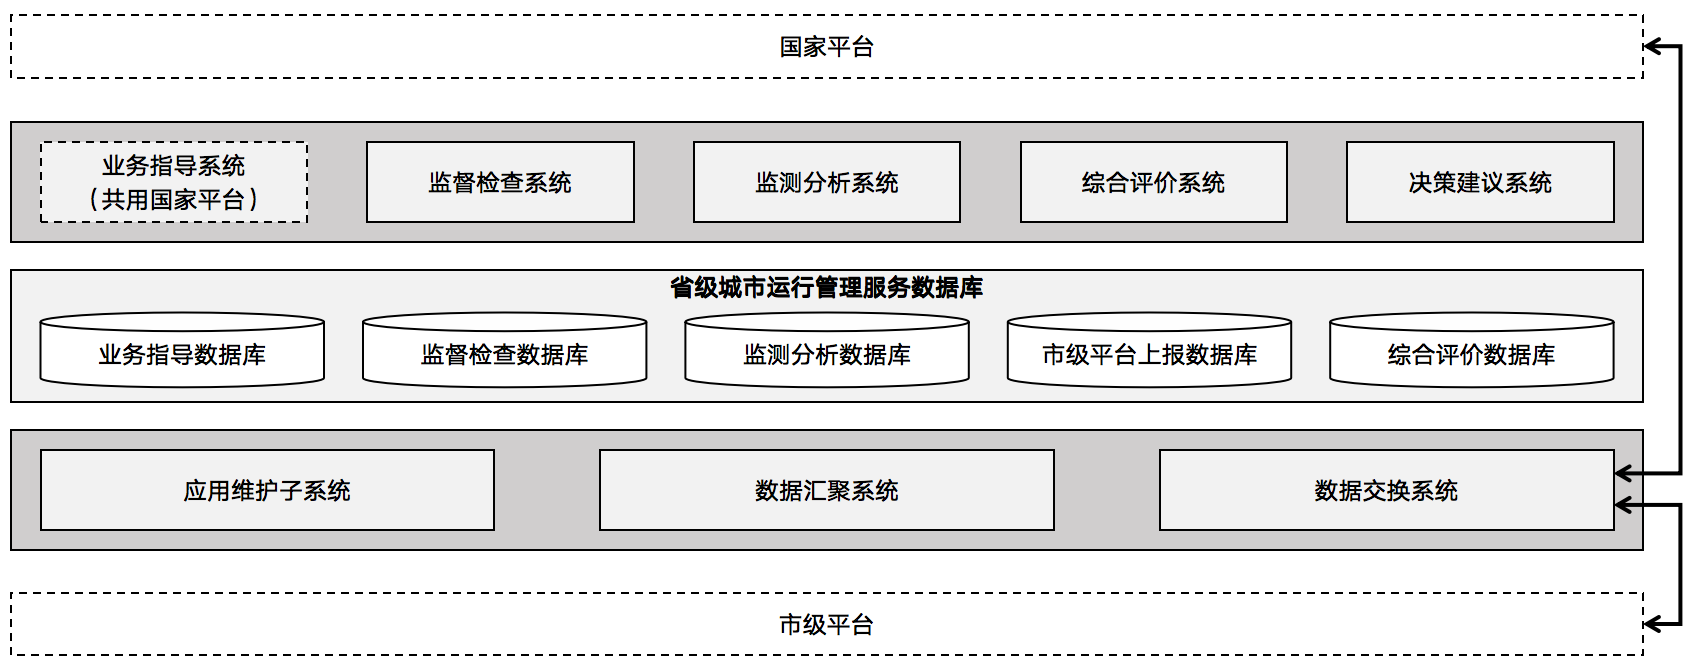 国家平台
业务指导系统
(共用国家平台)
监督检查系统
监测分析系统
综合评价系统
决策建议系统
省级城市运行管理服务数据库
业务指导数据库
监督检查数据库
监测分析数据库
市级平台上报数据库
综合评价数据库
应用维护子系统
数据汇聚系统
数据交换系统
市级平台